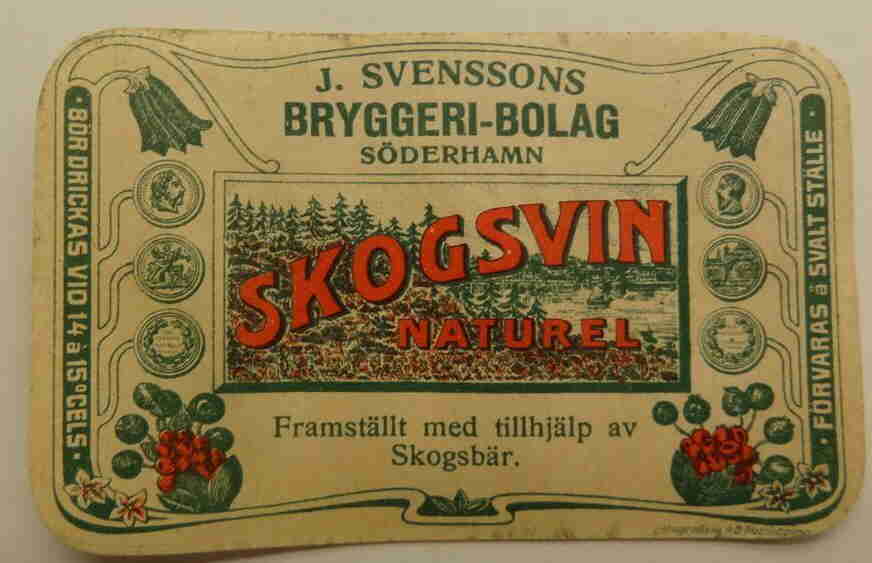 J. SVENSSONS
BRYGGERI-BOLAG
SÖDERHAMN
·BÖR DRICKAS VID 14 à 15° CELS·
SKOGSVIN
NATUREL
·FÖRVARAS å SVALT STÄLLE·
Framställt med tillhjälp av
Skogsbär.